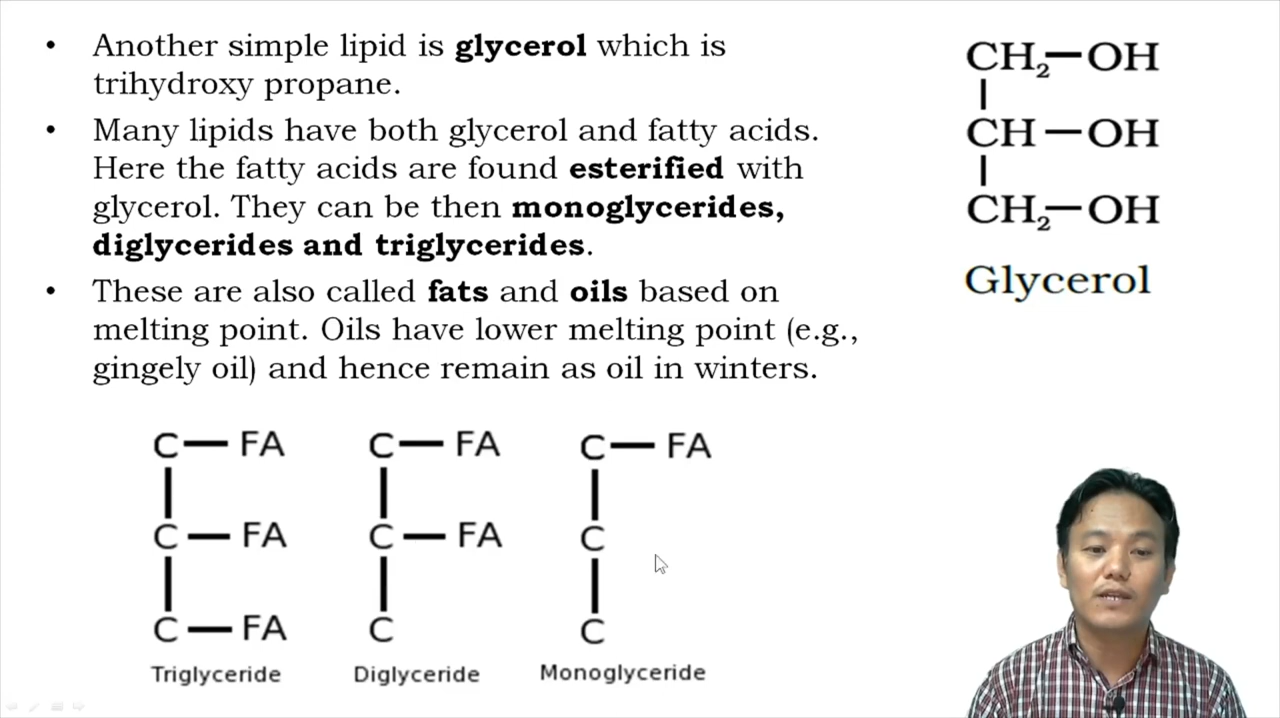 • Another simple lipid is glycerol which is
trihydroxy propane.
• Many lipids have both glycerol and fatty acids.
Here the fatty acids are found esterified with
glycerol. They can be then monoglycerides,
diglycerides and triglycerides.
• These are also called fats and oils based on
melting point. Oils have lower melting point (e.g.,
gingely oil) and hence remain as oil in winters.
CH₂—OH
CH—OH
CH₂—OH
Glycerol
C—FA
C—FA
C—FA
Triglyceride
C—FA
C—FA
C
Diglyceride
C—FA
C
C
Monoglyceride